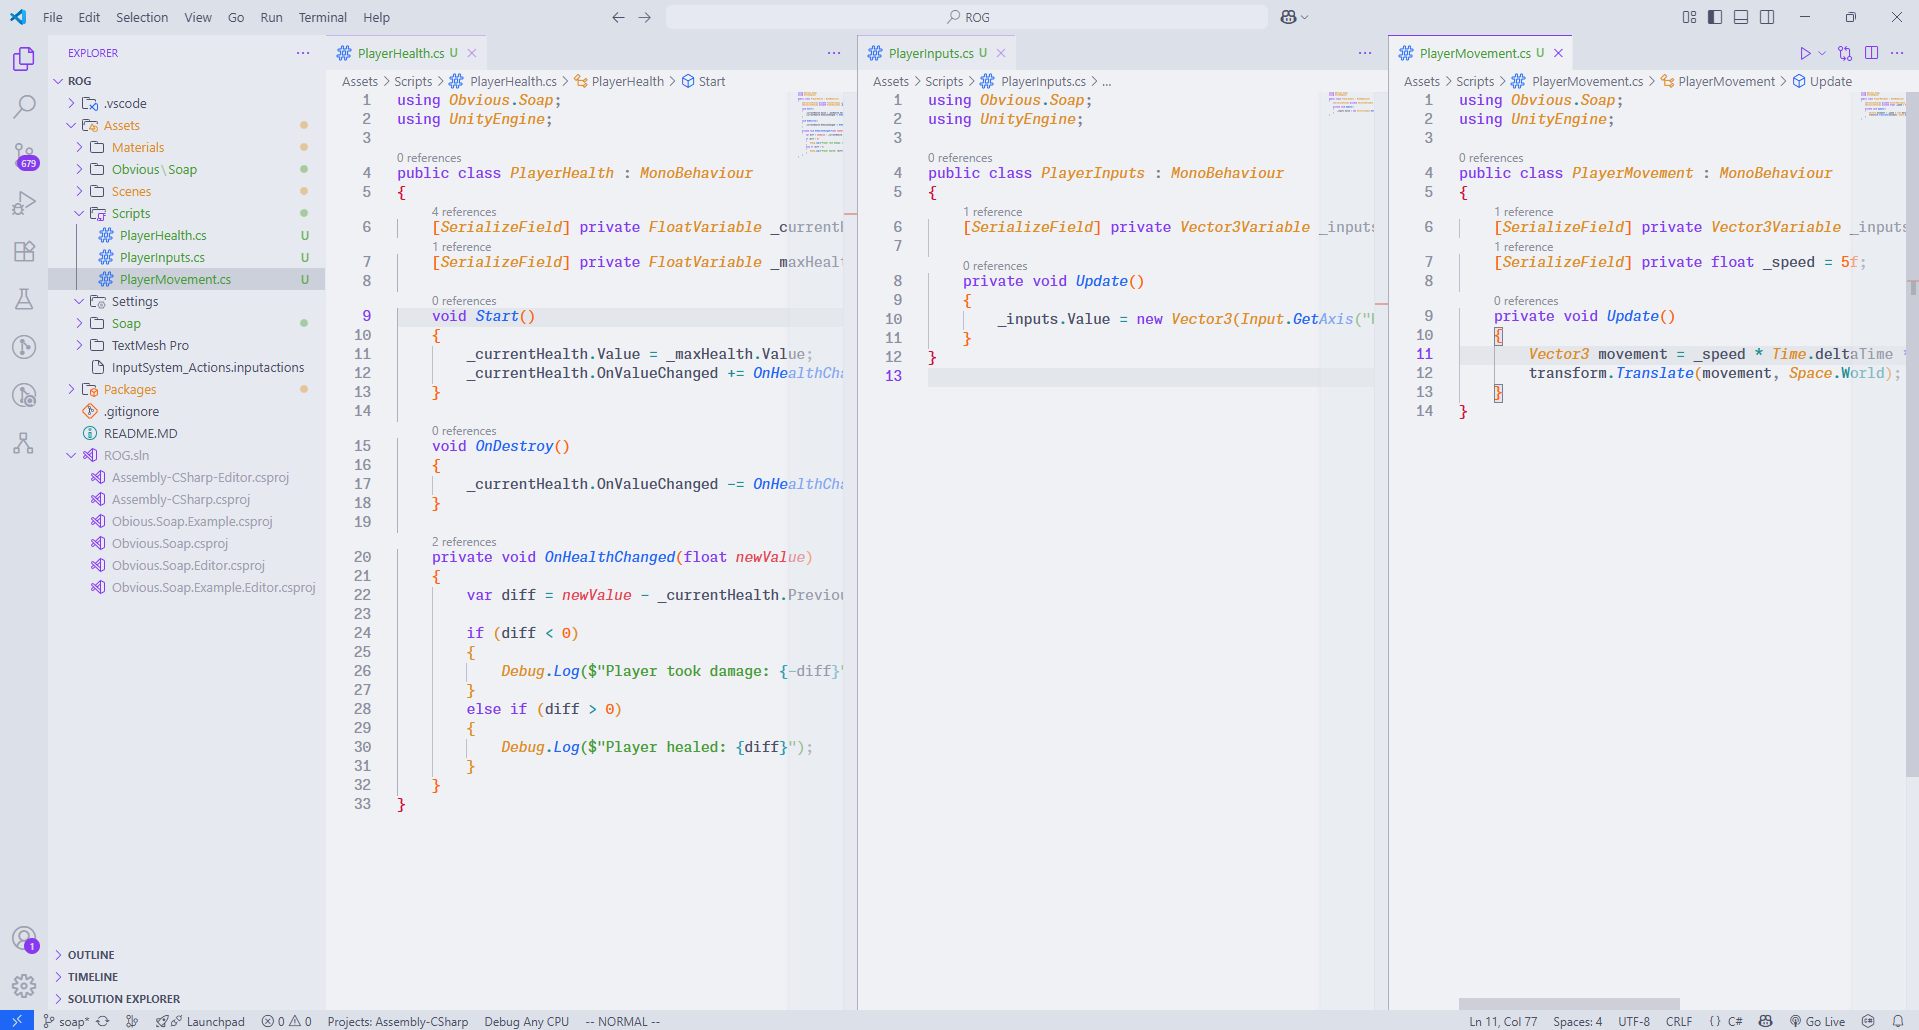 File Edit Selection View Go Run Terminal Help
ROG
EXPLORER
ROG
.vscode
Assets
Materials
Obvious\Soap
Scenes
Scripts
PlayerHealth.cs U
PlayerInputs.cs U
PlayerMovement.cs U
Settings
Soap
TextMesh Pro
InputSystem_Actions.inputactions
Packages
.gitignore
README.MD
ROG.sln
Assembly-CSharp-Editor.csproj
Assembly-CSharp.csproj
Obious.Soap.Example.csproj
Obvious.Soap.csproj
Obvious.Soap.Editor.csproj
Obvious.Soap.Example.Editor.csproj
OUTLINE
TIMELINE
SOLUTION EXPLORER
679
1
PlayerHealth.cs U
Assets > Scripts > PlayerHealth.cs > PlayerHealth > Start
1 using Obvious.Soap;
2 using UnityEngine;
3
0 references
4 public class PlayerHealth : MonoBehaviour
5 {
4 references
6 [SerializeField] private FloatVariable _current
1 reference
7 [SerializeField] private FloatVariable _maxHeal
8
0 references
9 void Start()
10 {
11 _currentHealth.Value = _maxHealth.Value;
12 _currentHealth.OnValueChanged += OnHealthCh
13 }
14
0 references
15 void OnDestroy()
16 {
17 _currentHealth.OnValueChanged -= OnHealthCh
18 }
19
2 references
20 private void OnHealthChanged(float newValue)
21 {
22 var diff = newValue - _currentHealth.Previo
23
24 if (diff < 0)
25 {
26 Debug.Log($"Player took damage: {-diff}"
27 }
28 else if (diff > 0)
29 {
30 Debug.Log($"Player healed: {diff}");
31 }
32 }
33 }
PlayerInputs.cs U
Assets > Scripts > PlayerInputs.cs > ...
1 using Obvious.Soap;
2 using UnityEngine;
3
0 references
4 public class PlayerInputs : MonoBehaviour
5 {
1 reference
6 [SerializeField] private Vector3Variable _inputs
7
0 references
8 private void Update()
9 {
10 _inputs.Value = new Vector3(Input.GetAxis("
11 }
12 }
13
PlayerMovement.cs U
Assets > Scripts > PlayerMovement.cs > PlayerMovement > Update
1 using Obvious.Soap;
2 using UnityEngine;
3
0 references
4 public class PlayerMovement : MonoBehaviour
5 {
1 reference
6 [SerializeField] private Vector3Variable _inputs
1 reference
7 [SerializeField] private float _speed = 5f;
8
0 references
9 private void Update()
10 {
11 Vector3 movement = _speed * Time.deltaTime *
12 transform.Translate(movement, Space.World);
13 }
14 }
soap* Launchpad 0 0 Projects: Assembly-CSharp Debug Any CPU -- NORMAL -- Ln 11, Col 77 Spaces: 4 UTF-8 CRLF { } C# Go Live